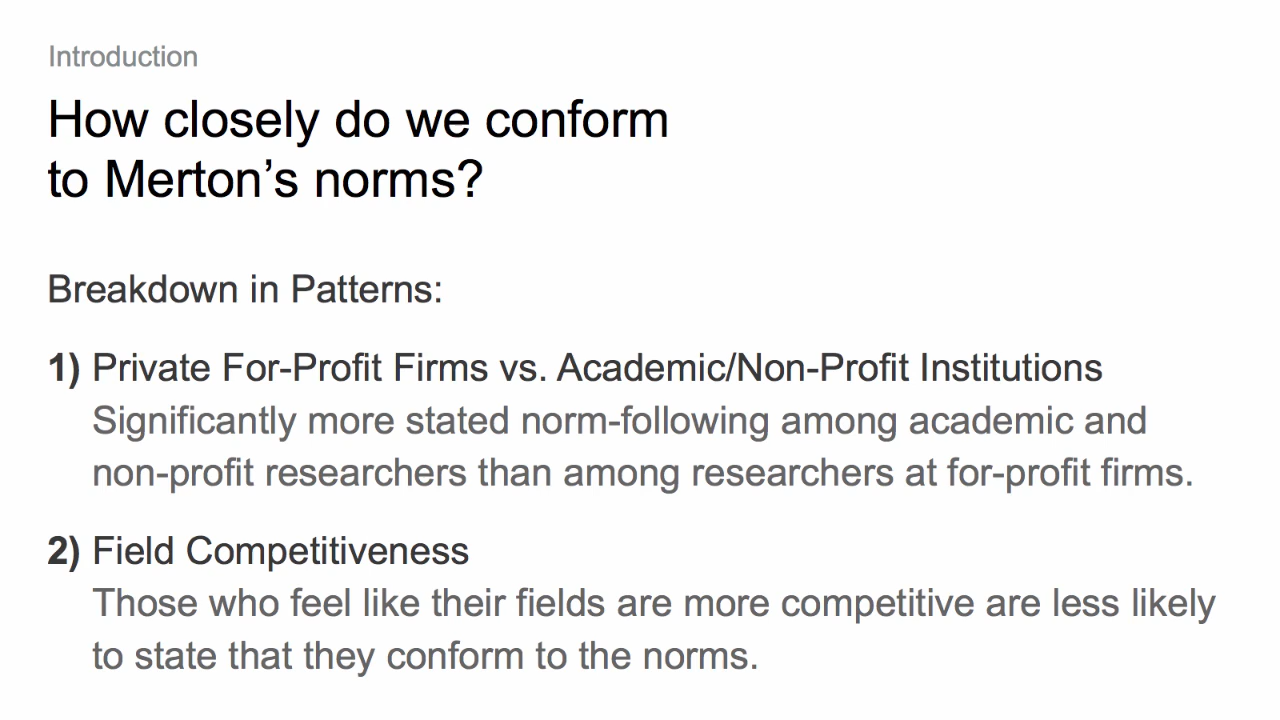 Introduction
How closely do we conform
to Merton’s norms?
Breakdown in Patterns:
1) Private For-Profit Firms vs. Academic/Non-Profit Institutions
Significantly more stated norm-following among academic and
non-profit researchers than among researchers at for-profit firms.
2) Field Competitiveness
Those who feel like their fields are more competitive are less likely
to state that they conform to the norms.